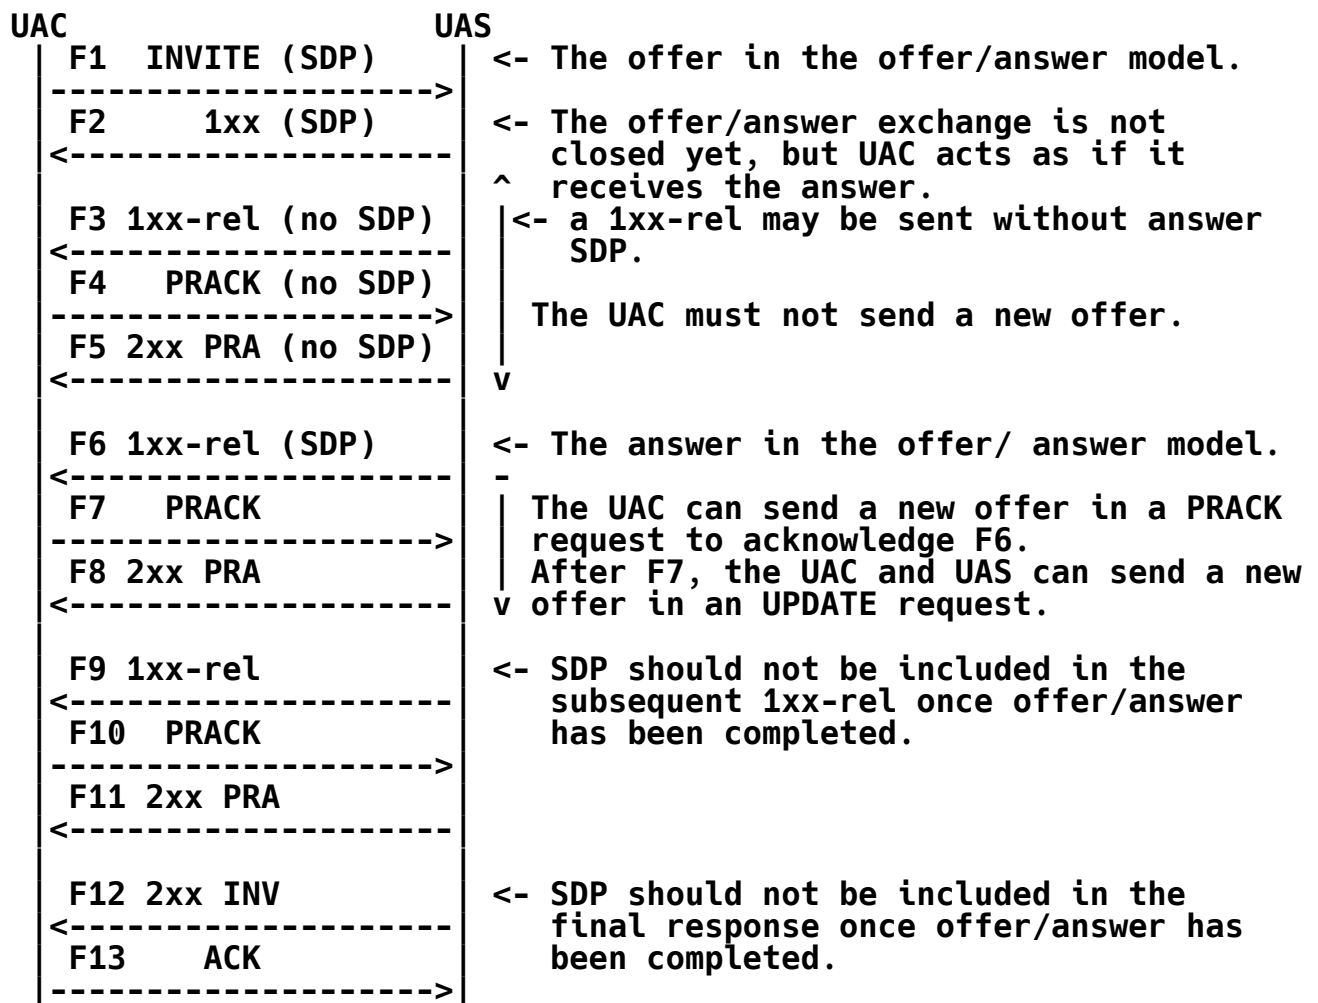 UAC                   UAS
 |  F1  INVITE (SDP)    | <- The offer in the offer/answer model.
 |-------------------->|
 |  F2     1xx (SDP)    | <- The offer/answer exchange is not
 |<--------------------|    closed yet, but UAC acts as if it
 |                      | ^  receives the answer.
 |  F3 1xx-rel (no SDP) | |<- a 1xx-rel may be sent without answer
 |<--------------------| |   SDP.
 |  F4   PRACK (no SDP) | |
 |-------------------->| | The UAC must not send a new offer.
 |  F5 2xx PRA (no SDP) | |
 |<--------------------| v
 |                      |
 |  F6 1xx-rel (SDP)    | <- The answer in the offer/ answer model.
 |<--------------------| -
 |  F7   PRACK          | | The UAC can send a new offer in a PRACK
 |-------------------->| | request to acknowledge F6.
 |  F8 2xx PRA          | | After F7, the UAC and UAS can send a new
 |<--------------------| v offer in an UPDATE request.
 |                      |
 |  F9 1xx-rel          | <- SDP should not be included in the
 |<--------------------|    subsequent 1xx-rel once offer/answer
 |  F10  PRACK          |    has been completed.
 |-------------------->|
 |  F11 2xx PRA         |
 |<--------------------|
 |                      |
 |  F12 2xx INV         | <- SDP should not be included in the
 |<--------------------|    final response once offer/answer has
 |  F13    ACK          |    been completed.
 |-------------------->|